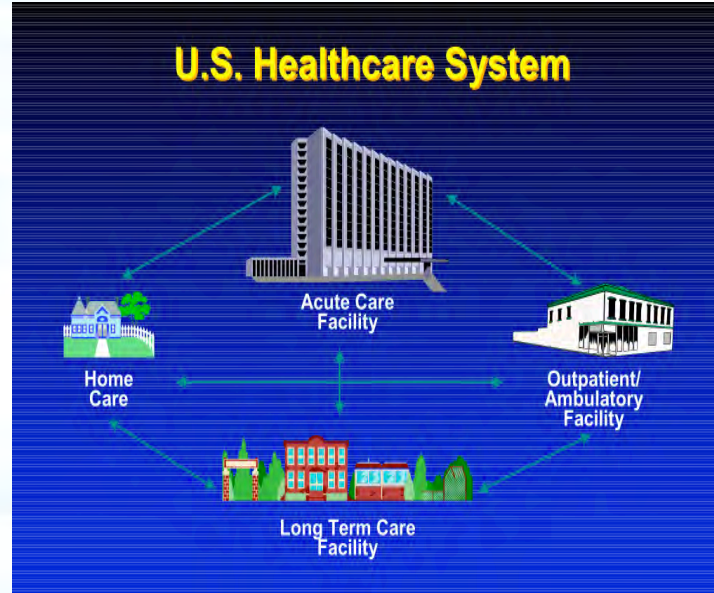 U.S. Healthcare System
Acute Care
Facility
Home
Care
Outpatient/
Ambulatory
Facility
Long Term Care
Facility